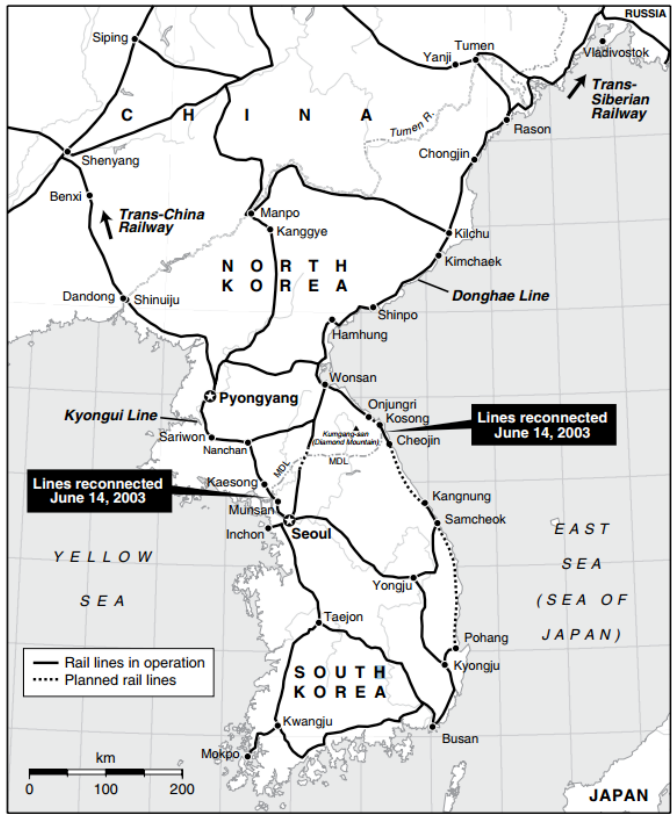 RUSSIA
Siping
Tumen
Yanji
Vladivostok
Trans-
Siberian
Railway
C H I N A
Tumen R.
Rason
Shenyang
Chongjin
Benxi
Trans-China
Railway
Manpo
Kanggye
Kilchu
Kimchaek
N O R T H
K O R E A
Donghae Line
Dandong
Shinuiju
Shinpo
Hamhung
Wonsan
Pyongyang
Onjungri
Kosong
Lines reconnected
June 14, 2003
Kyongui Line
Sariwon
Nanchan
Kumgang-san
(Diamond Mountain)
Cheojin
MDL
MDL
Kaesong
Lines reconnected
June 14, 2003
Munsan
Kangnung
Samcheok
Inchon
Seoul
Y E L L O W
S E A
E A S T
S E A
( S E A O F
J A P A N )
Yongju
Taejon
Pohang
Kyongju
Rail lines in operation
Planned rail lines
S O U T H
K O R E A
Kwangju
Busan
Mokpo
km
0 100 200
JAPAN